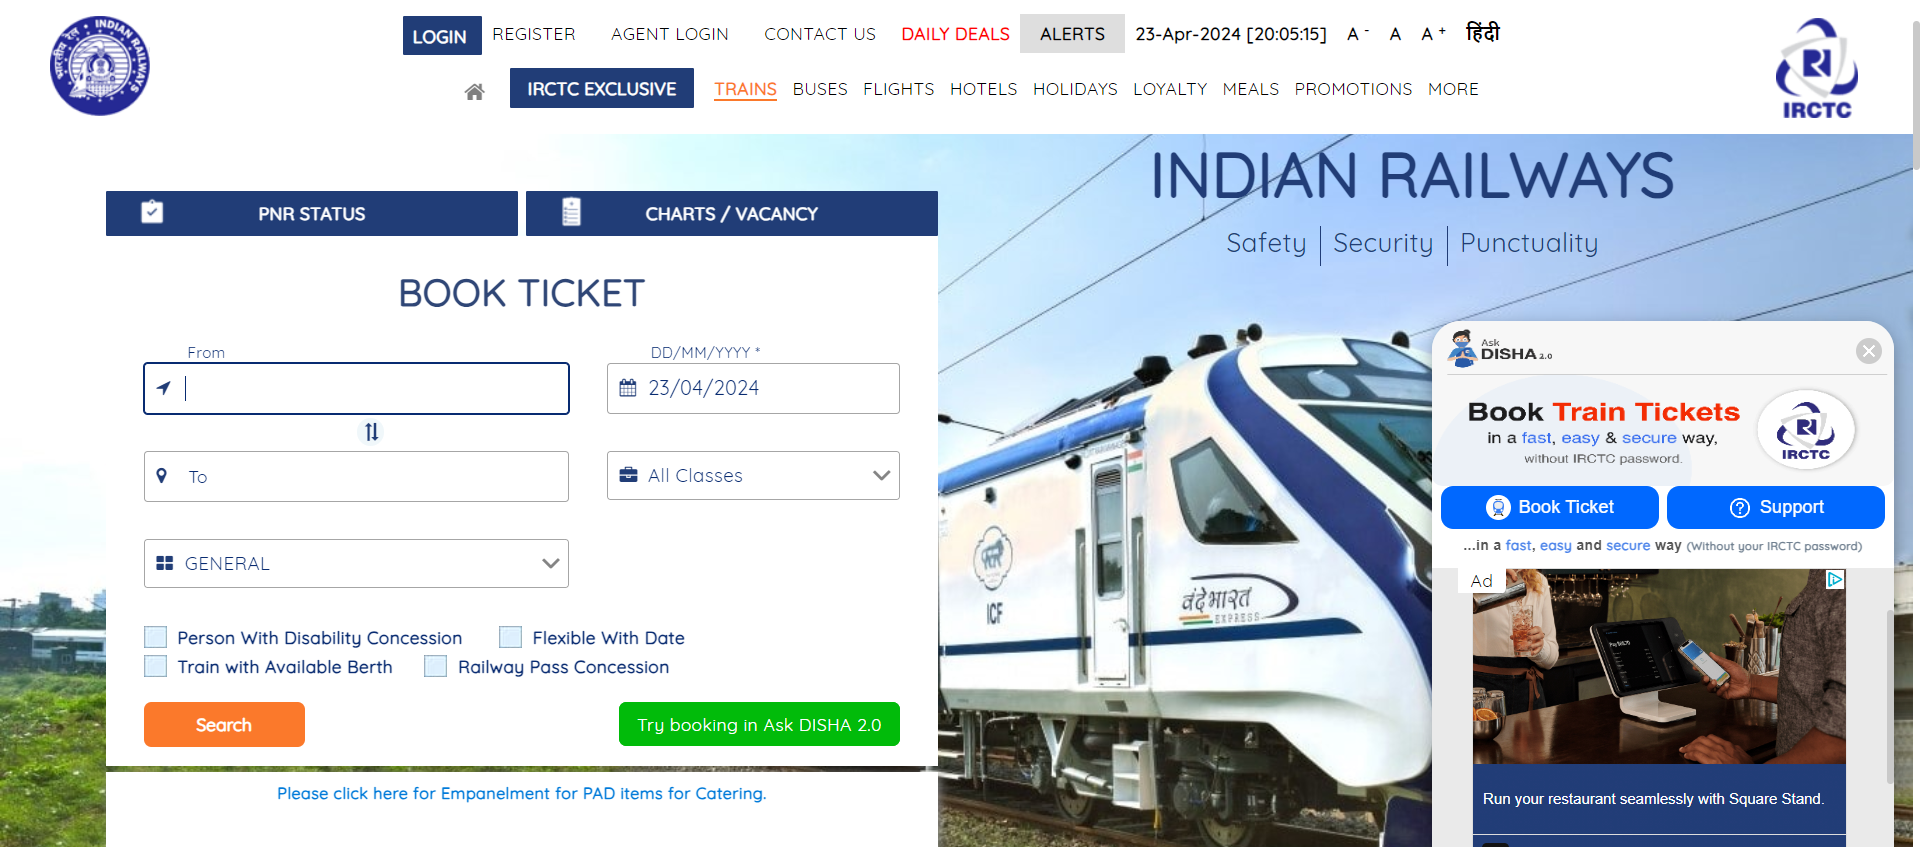 LOGIN REGISTER AGENT LOGIN CONTACT US DAILY DEALS ALERTS 23-Apr-2024 [20:05:15] A - A A + हिंदी
INDIAN RAILWAYS
भारतीय रेल
IRCTC EXCLUSIVE TRAINS BUSES FLIGHTS HOTELS HOLIDAYS LOYALTY MEALS PROMOTIONS MORE
IRCTC
INDIAN RAILWAYS
Safety | Security | Punctuality
PNR STATUS CHARTS / VACANCY
BOOK TICKET
From DD/MM/YYYY *
23/04/2024
To All Classes
GENERAL
Person With Disability Concession Flexible With Date
Train with Available Berth Railway Pass Concession
Search Try booking in Ask DISHA 2.0
Please click here for Empanelment for PAD items for Catering.
ICF
वंदे भारत
EXPRESS
Ask
DISHA 2.0
Book Train Tickets
in a fast, easy & secure way,
without IRCTC password.
IRCTC
Book Ticket Support
...in a fast, easy and secure way (Without your IRCTC password)
Ad
Run your restaurant seamlessly with Square Stand.